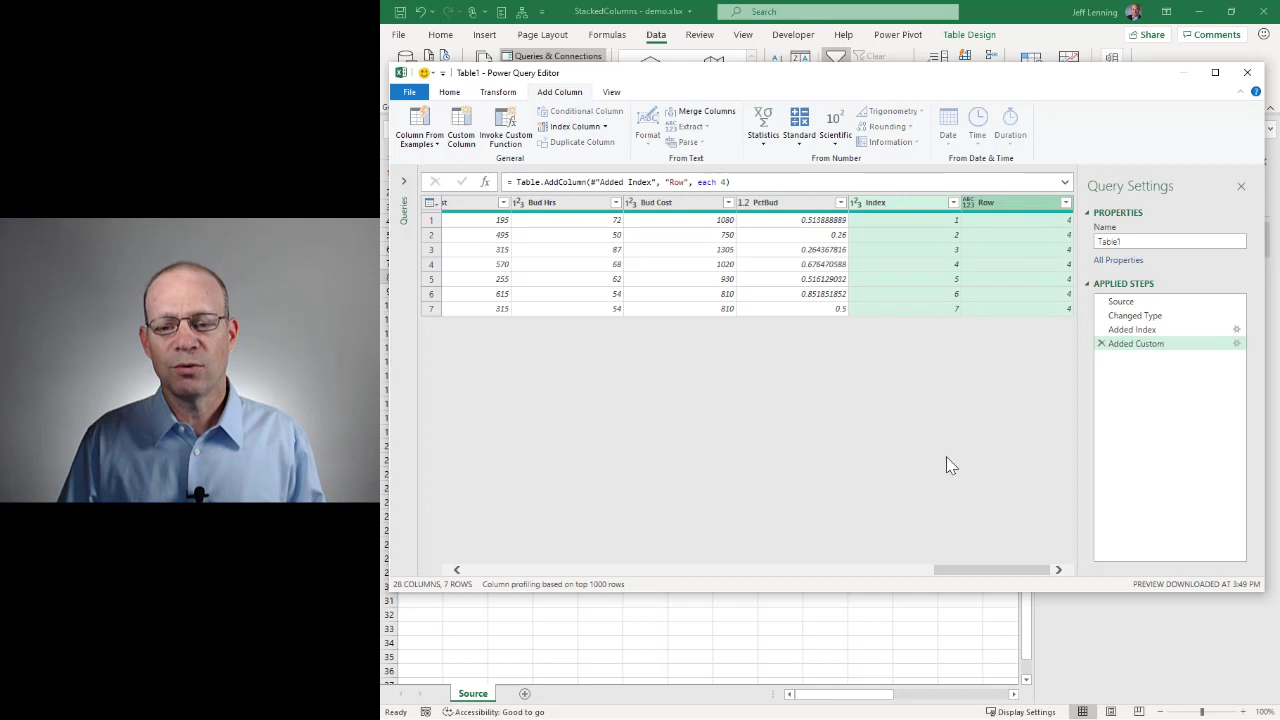 StackedColumns - demo.xlsx
Search
Jeff Lenning
File Home Insert Page Layout Formulas Data Review View Developer Help Power Pivot Table Design
Share Comments
Queries & Connections
Clear
Table1 - Power Query Editor
File Home Transform Add Column View
Column From Examples
Custom Column
Invoke Custom Function
Conditional Column
Index Column
Duplicate Column
General
Format
Merge Columns
Extract
Parse
From Text
Statistics
Standard
Scientific
Trigonometry
Rounding
Information
From Number
Date
Time
Duration
From Date & Time
= Table.AddColumn(#"Added Index", "Row", each 4)
Queries
st Bud Hrs Bud Cost PctBud Index Row
1 195 72 1080 0.513888889 1 4
2 495 50 750 0.26 2 4
3 315 87 1305 0.264367816 3 4
4 570 68 1020 0.676470588 4 4
5 255 62 930 0.516129032 5 4
6 615 54 810 0.851851852 6 4
7 315 54 810 0.5 7 4
Query Settings
PROPERTIES
Name
Table1
All Properties
APPLIED STEPS
Source
Changed Type
Added Index
Added Custom
28 COLUMNS, 7 ROWS Column profiling based on top 1000 rows
PREVIEW DOWNLOADED AT 3:49 PM
31
32
33
34
35
36
37
Source
Ready
Accessibility: Good to go
Display Settings
100%